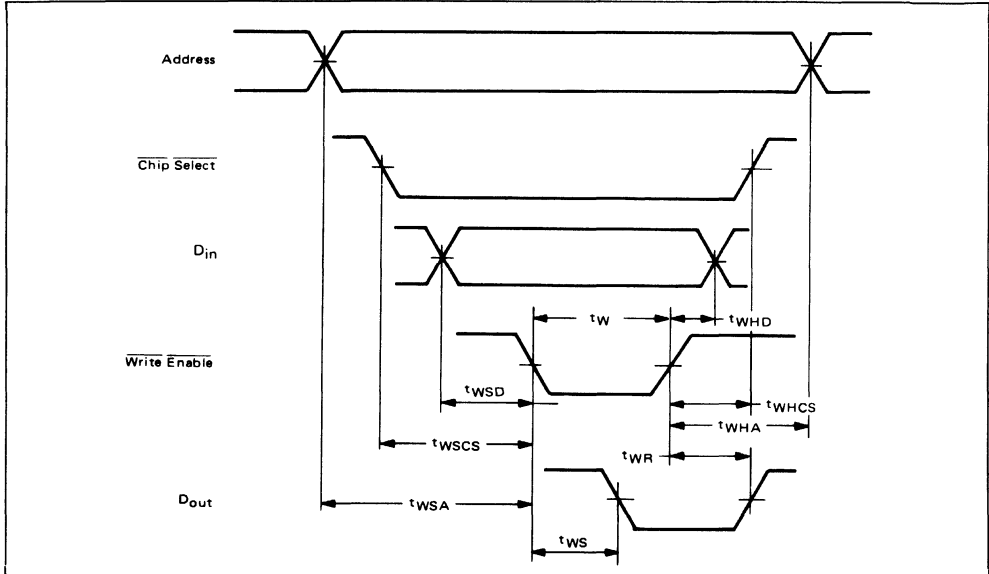 Address
Chip Select
Din
tW
tWHD
Write Enable
tWSD
tWHCS
tWHA
tWSCS
tWR
Dout
tWSA
tWS